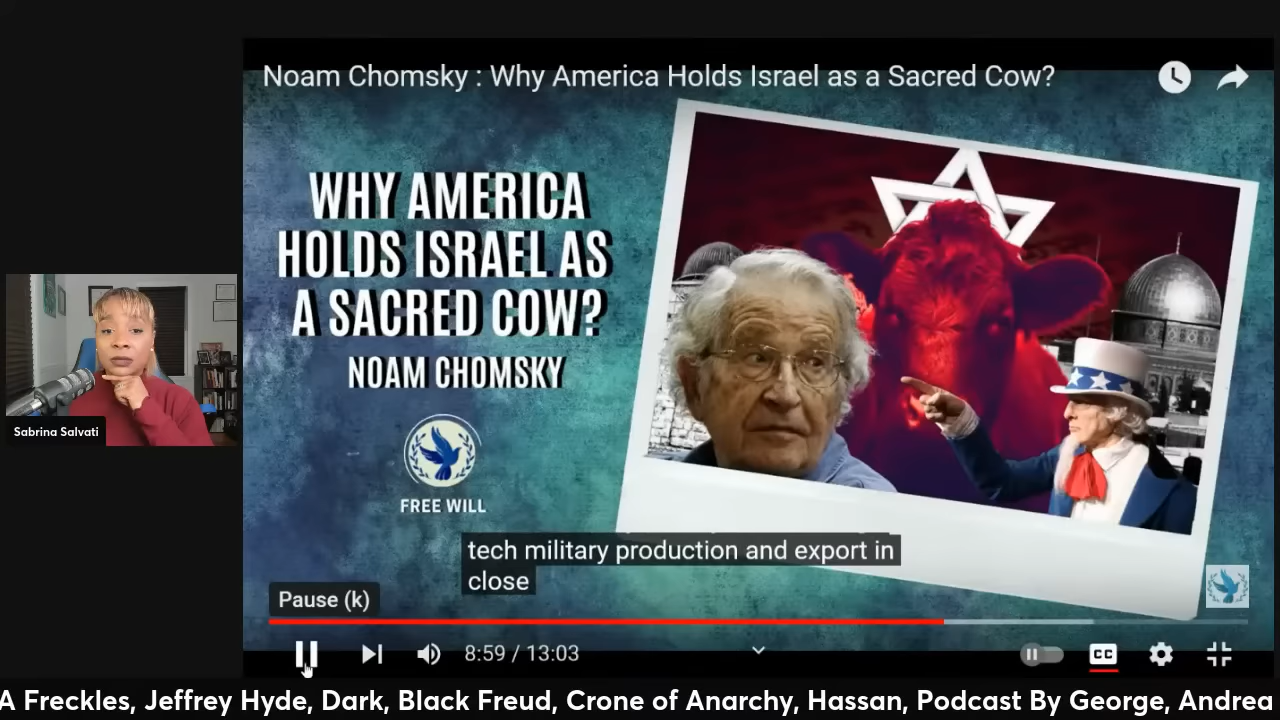 Noam Chomsky : Why America Holds Israel as a Sacred Cow?
WHY AMERICA
HOLDS ISRAEL AS
A SACRED COW?
NOAM CHOMSKY
FREE WILL
Sabrina Salvati
tech military production and export in
close
Pause (k)
8:59 / 13:03
CC
A Freckles, Jeffrey Hyde, Dark, Black Freud, Crone of Anarchy, Hassan, Podcast By George, Andrea